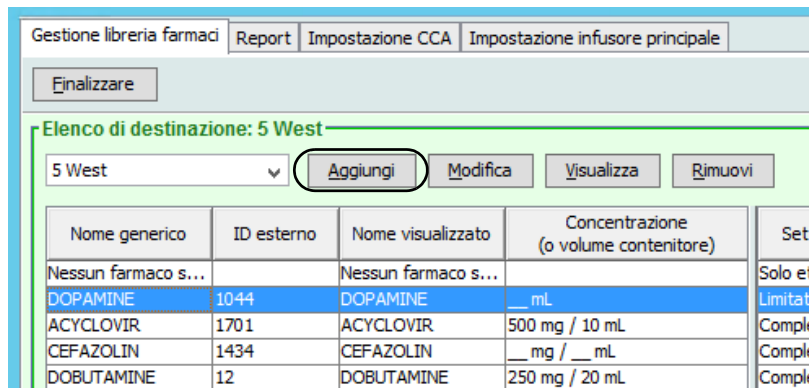 Gestione libreria farmaci Report Impostazione CCA Impostazione infusore principale
Finalizzare
Elenco di destinazione: 5 West
5 West Aggiungi Modifica Visualizza Rimuovi
Nome generico ID esterno Nome visualizzato Concentrazione (o volume contenitore) Set
Nessun farmaco s... Nessun farmaco s... Solo et
DOPAMINE 1044 DOPAMINE __ mL Limitat
ACYCLOVIR 1701 ACYCLOVIR 500 mg / 10 mL Comple
CEFAZOLIN 1434 CEFAZOLIN __ mg / __ mL Comple
DOBUTAMINE 12 DOBUTAMINE 250 mg / 20 mL Comple